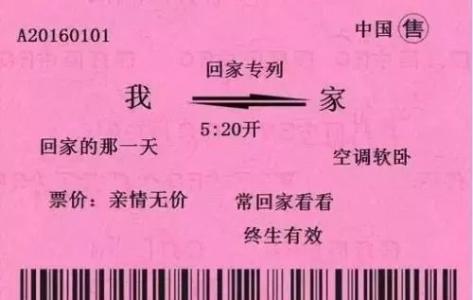 A20160101 中国 售
回家专列
我 家
5:20开
回家的那一天 空调软卧
票价：亲情无价 常回家看看
终生有效